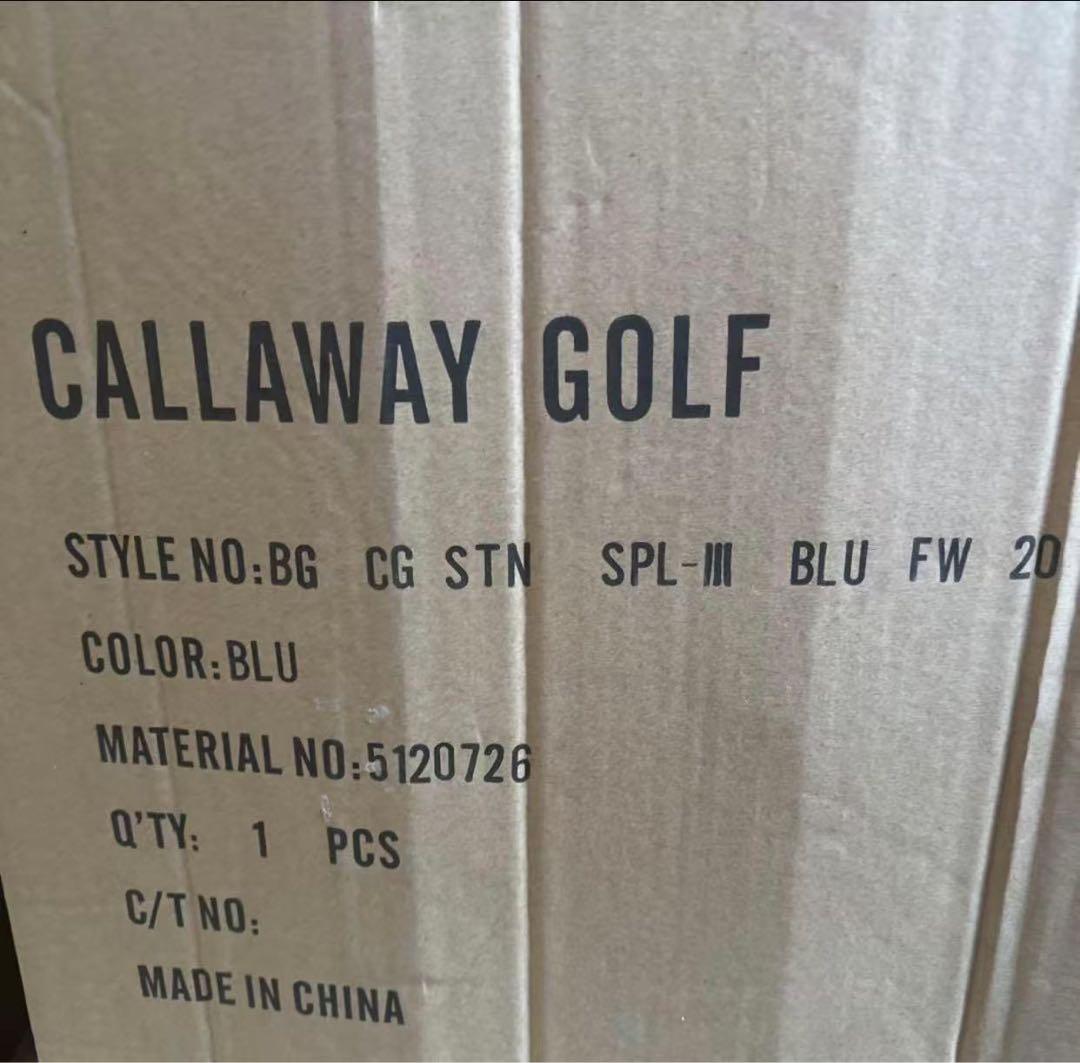 CALLAWAY GOLF
STYLE NO:BG CG STN SPL-III BLU FW 20
COLOR:BLU
MATERIAL NO:5120726
Q'TY: 1 PCS
C/T NO:
MADE IN CHINA